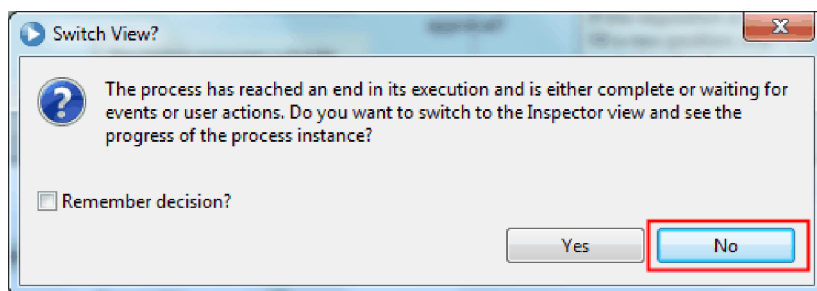 Switch View?
The process has reached an end in its execution and is either complete or waiting for
events or user actions. Do you want to switch to the Inspector view and see the
progress of the process instance?
Remember decision?
Yes
No